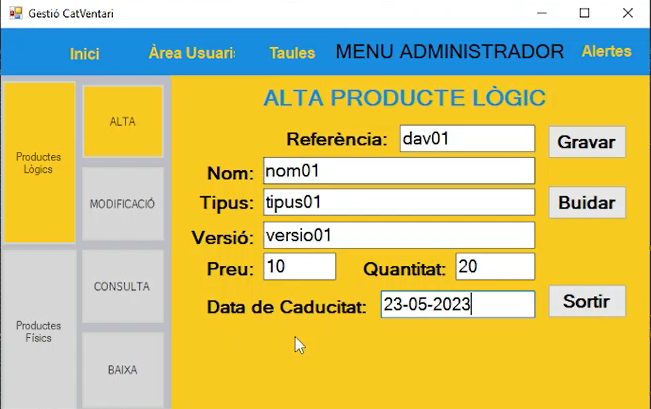 Gestió CatVentari
Inici
Àrea Usuari
Taules
MENU ADMINISTRADOR
Alertes
Productes
Lògics
Productes
Físics
ALTA
MODIFICACIÓ
CONSULTA
BAIXA
ALTA PRODUCTE LÒGIC
Referència: dav01
Nom: nom01
Tipus: tipus01
Versió: versio01
Preu: 10 Quantitat: 20
Data de Caducitat: 23-05-2023
Gravar
Buidar
Sortir